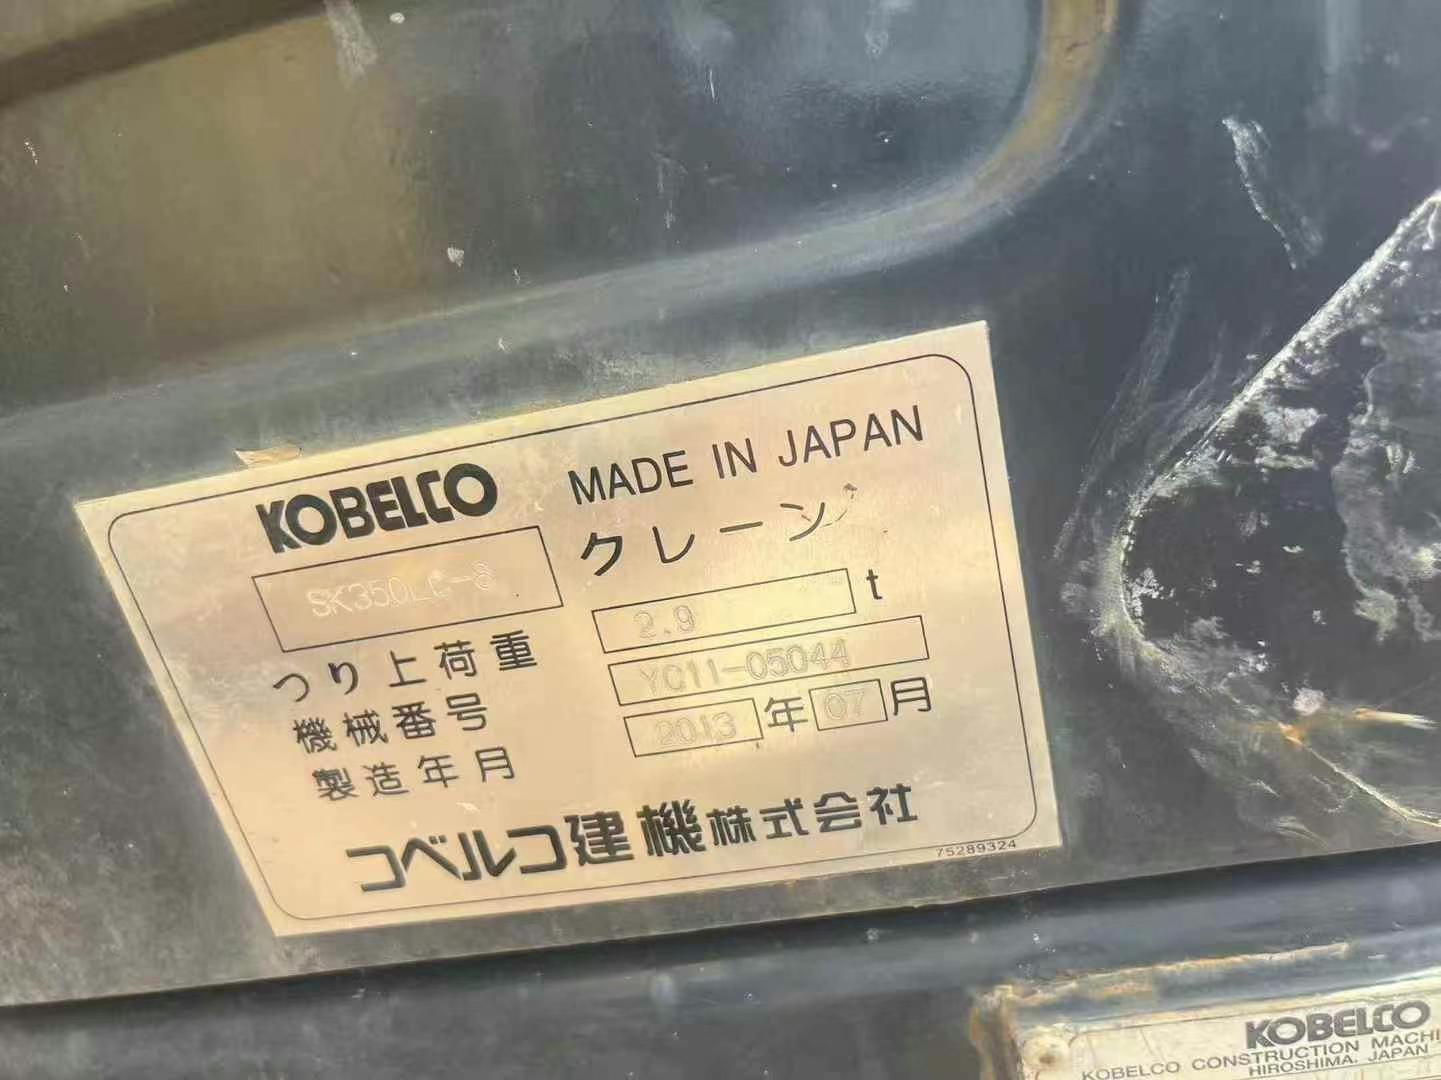 KOBELCO MADE IN JAPAN
SK350LC-8 クレーン
つり上荷重 2.9 t
機械番号 YC11-05044
製造年月 2013 年 07 月
コベルコ建機株式会社
75289324
KOBELCO
KOBELCO CONSTRUCTION MACHI
HIROSHIMA, JAPAN